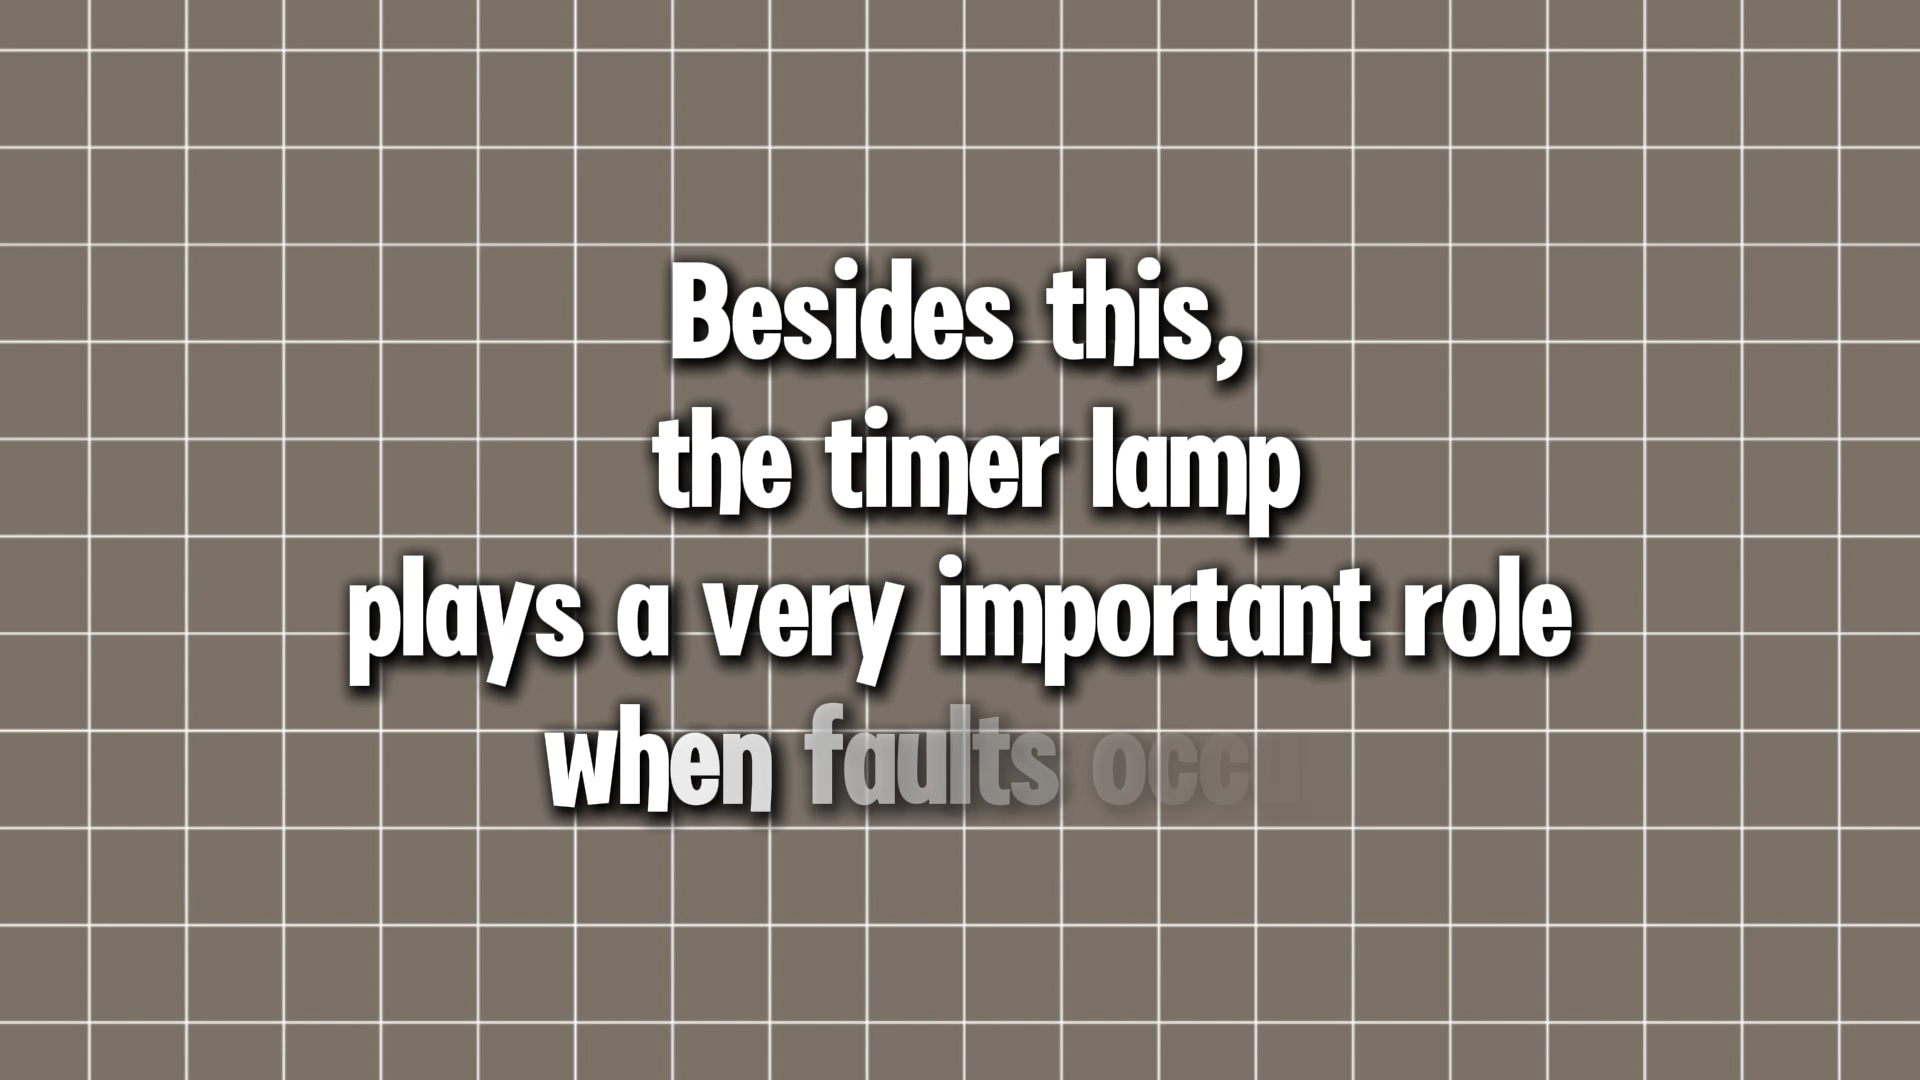 Besides this,
the timer lamp
plays a very important role
when faults occu